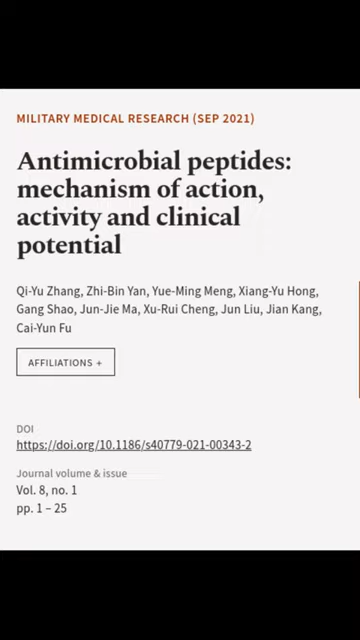 MILITARY MEDICAL RESEARCH (SEP 2021)
Antimicrobial peptides:
mechanism of action,
activity and clinical
potential
Qi-Yu Zhang, Zhi-Bin Yan, Yue-Ming Meng, Xiang-Yu Hong,
Gang Shao, Jun-Jie Ma, Xu-Rui Cheng, Jun Liu, Jian Kang,
Cai-Yun Fu
AFFILIATIONS +
DOI
https://doi.org/10.1186/s40779-021-00343-2
Journal volume & issue
Vol. 8, no. 1
pp. 1 – 25